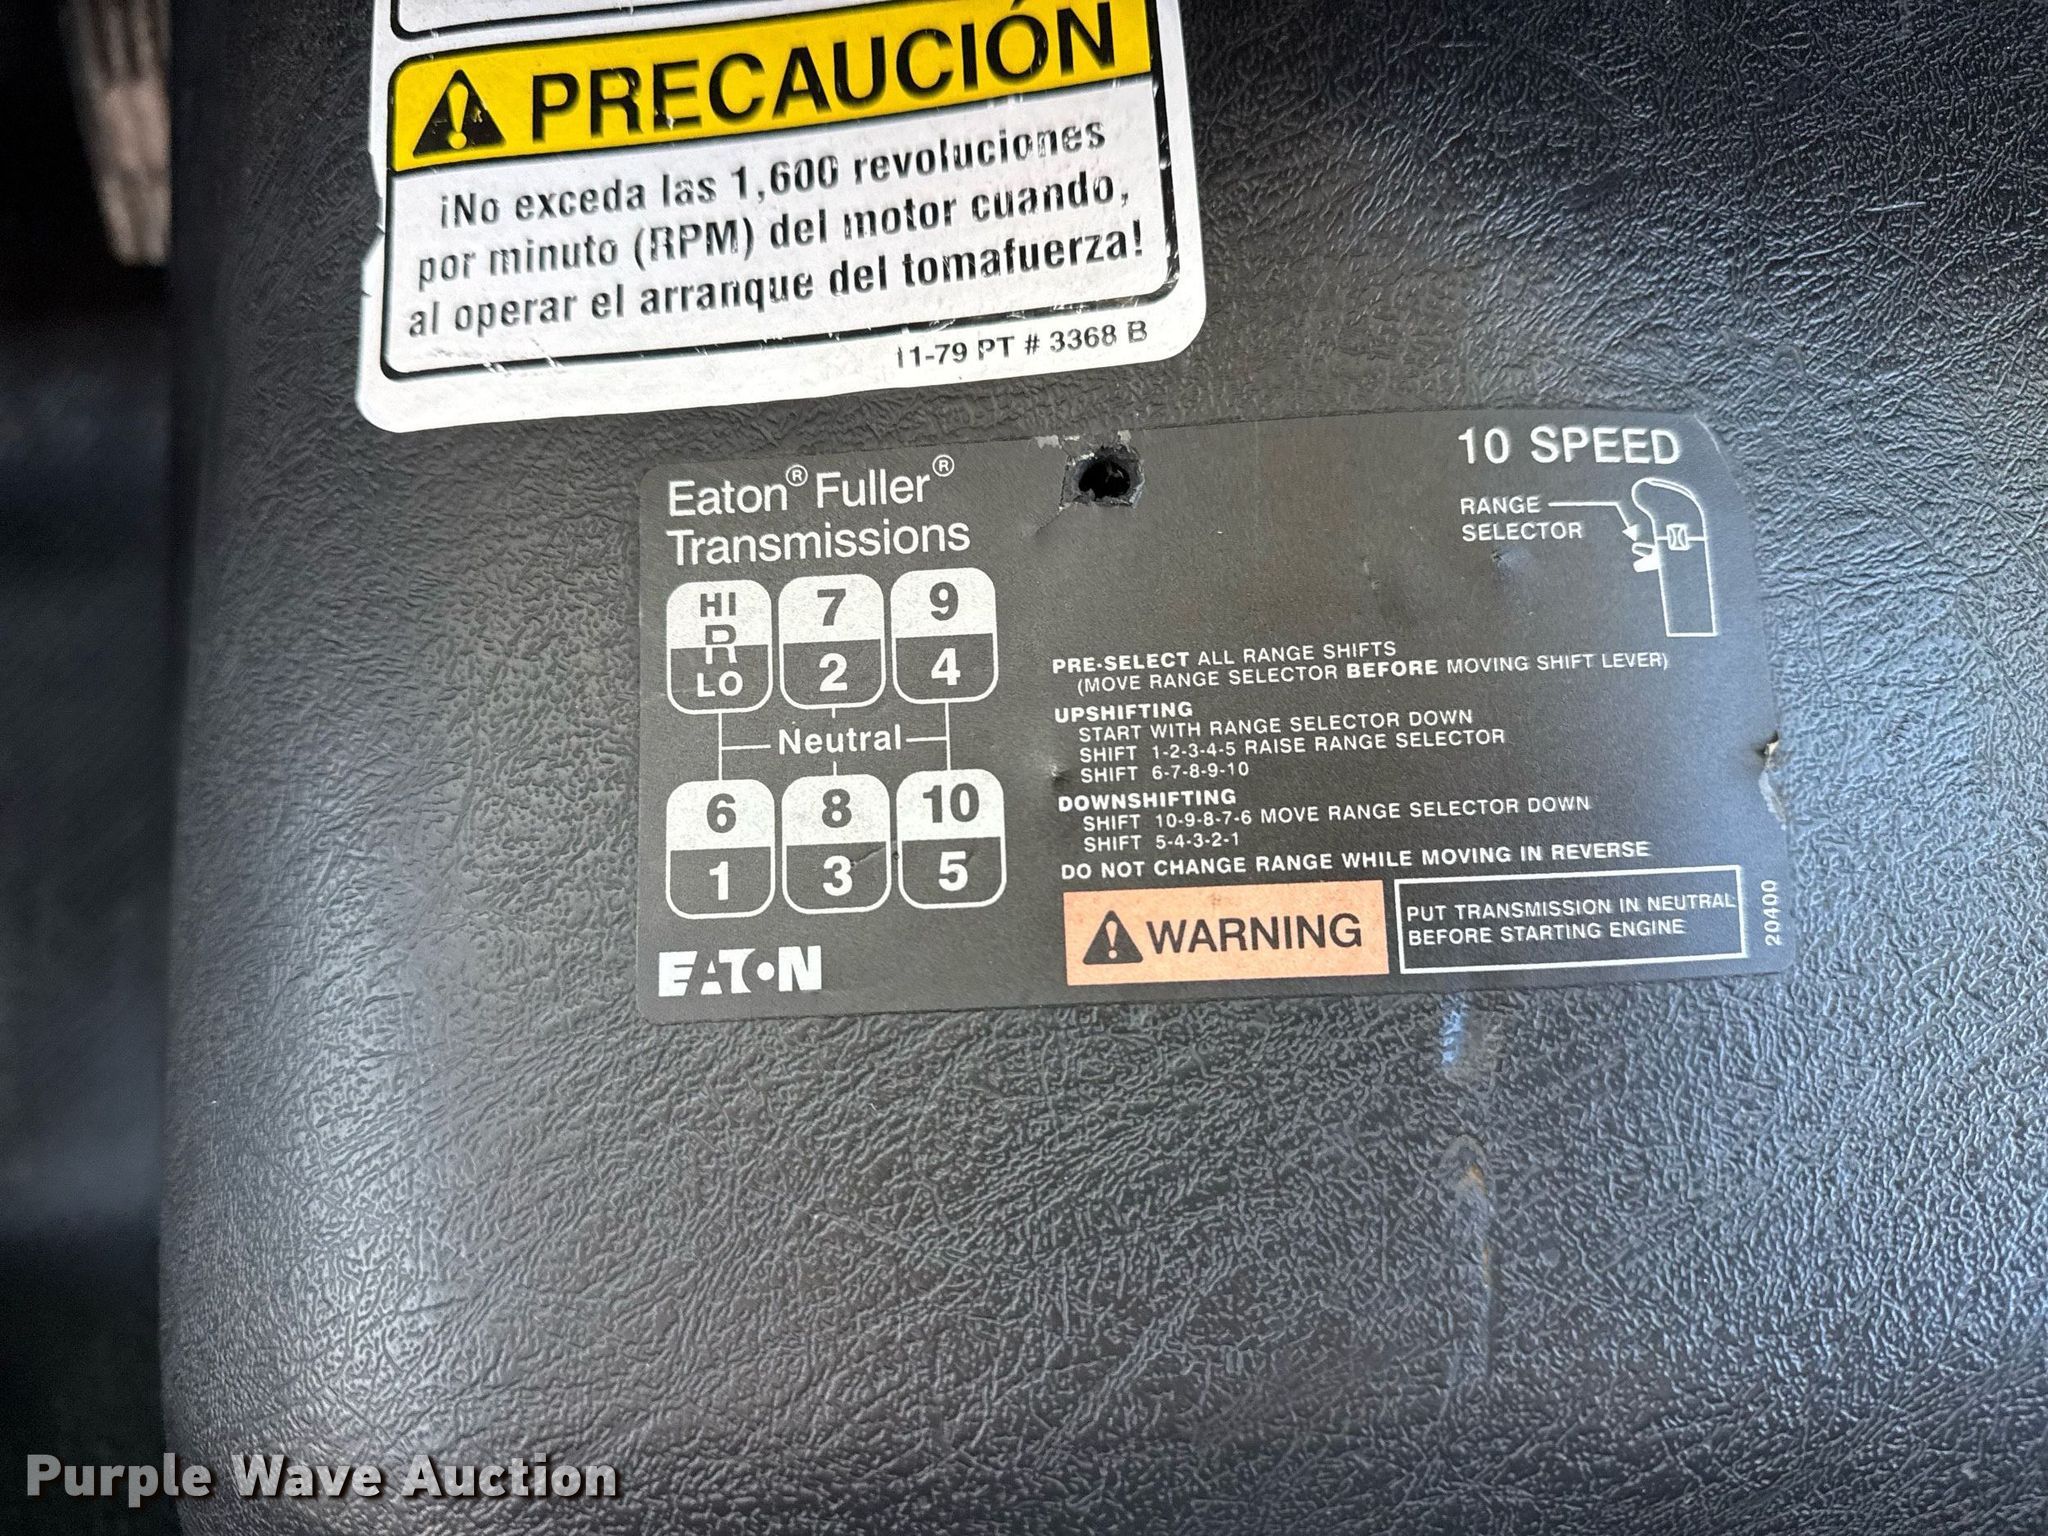 PRECAUCIÓN
¡No exceda las 1,600 revoluciones
por minuto (RPM) del motor cuando,
al operar el arranque del tomafuerza!
11-79 PT # 3368 B
Eaton® Fuller®
Transmissions
10 SPEED
RANGE
SELECTOR
HI 7 9
R
LO 2 4
Neutral
6 8 10
1 3 5
EATON
PRE-SELECT ALL RANGE SHIFTS
(MOVE RANGE SELECTOR BEFORE MOVING SHIFT LEVER)
UPSHIFTING
START WITH RANGE SELECTOR DOWN
SHIFT 1-2-3-4-5 RAISE RANGE SELECTOR
SHIFT 6-7-8-9-10
DOWNSHIFTING
SHIFT 10-9-8-7-6 MOVE RANGE SELECTOR DOWN
SHIFT 5-4-3-2-1
DO NOT CHANGE RANGE WHILE MOVING IN REVERSE
WARNING
PUT TRANSMISSION IN NEUTRAL
BEFORE STARTING ENGINE
20400
Purple Wave Auction